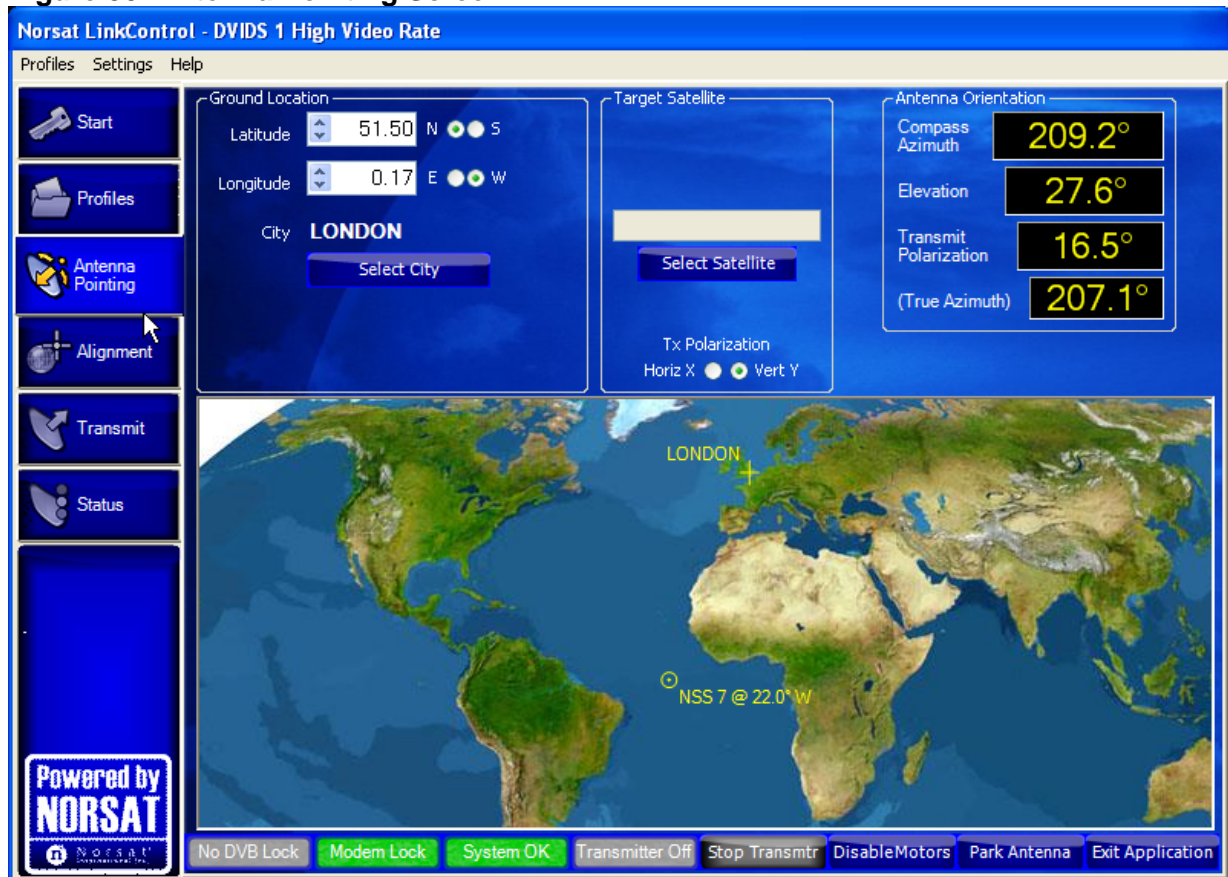 Norsat LinkControl - DVIDS 1 High Video Rate
Profiles Settings Help
Start
Profiles
Antenna
Pointing
Alignment
Transmit
Status
Powered by
NORSAT
Ground Location
Latitude 51.50 N S
Longitude 0.17 E W
City LONDON
Select City
Target Satellite
Select Satellite
Tx Polarization
Horiz X Vert Y
Antenna Orientation
Compass
Azimuth 209.2°
Elevation 27.6°
Transmit
Polarization 16.5°
(True Azimuth) 207.1°
LONDON
NSS 7 @ 22.0° W
No DVB Lock Modem Lock System OK Transmitter Off Stop Transmtr DisableMotors Park Antenna Exit Application